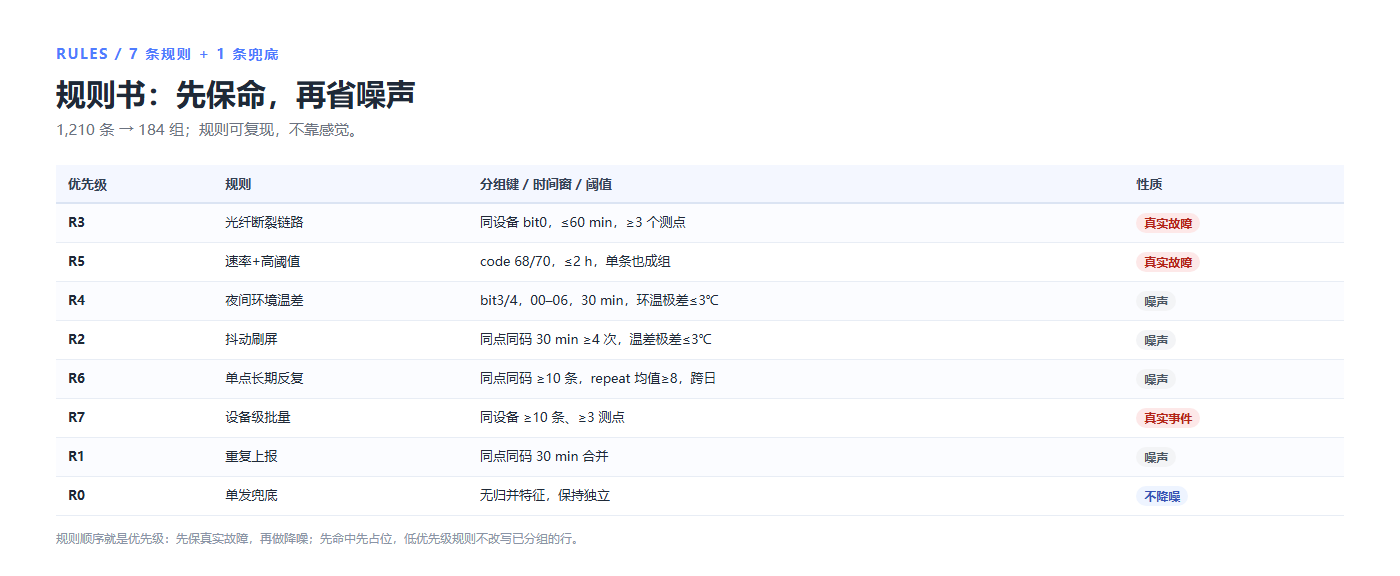 RULES / 7 条规则 + 1 条兜底
规则书：先保命，再省噪声
1,210 条 → 184 组；规则可复现，不靠感觉。
优先级 规则 分组键 / 时间窗 / 阈值 性质
R3 光纤断裂链路 同设备 bit0，≤60 min，≥3 个测点 真实故障
R5 速率+高阈值 code 68/70，≤2 h，单条也成组 真实故障
R4 夜间环境温差 bit3/4，00–06，30 min，环温极差≤3℃ 噪声
R2 抖动刷屏 同点同码 30 min ≥4 次，温差极差≤3℃ 噪声
R6 单点长期反复 同点同码 ≥10 条，repeat 均值≥8，跨日 噪声
R7 设备级批量 同设备 ≥10 条、≥3 测点 真实事件
R1 重复上报 同点同码 30 min 合并 噪声
R0 单发兜底 无归并特征，保持独立 不降噪
规则顺序就是优先级：先保真实故障，再做降噪；先命中先占位，低优先级规则不改写已分组的行。